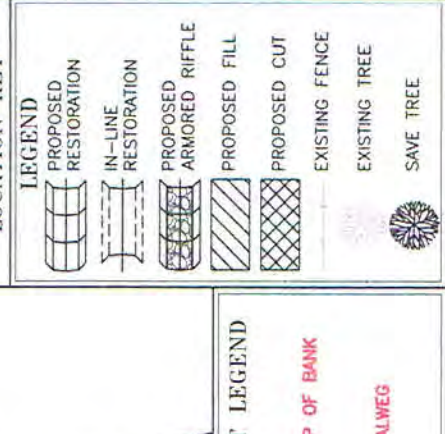 LEGEND
PROPOSED
RESTORATION
IN-LINE
RESTORATION
PROPOSED
ARMORED RIFFLE
PROPOSED FILL
PROPOSED CUT
EXISTING FENCE
EXISTING TREE
SAVE TREE
LEGEND
OF BANK